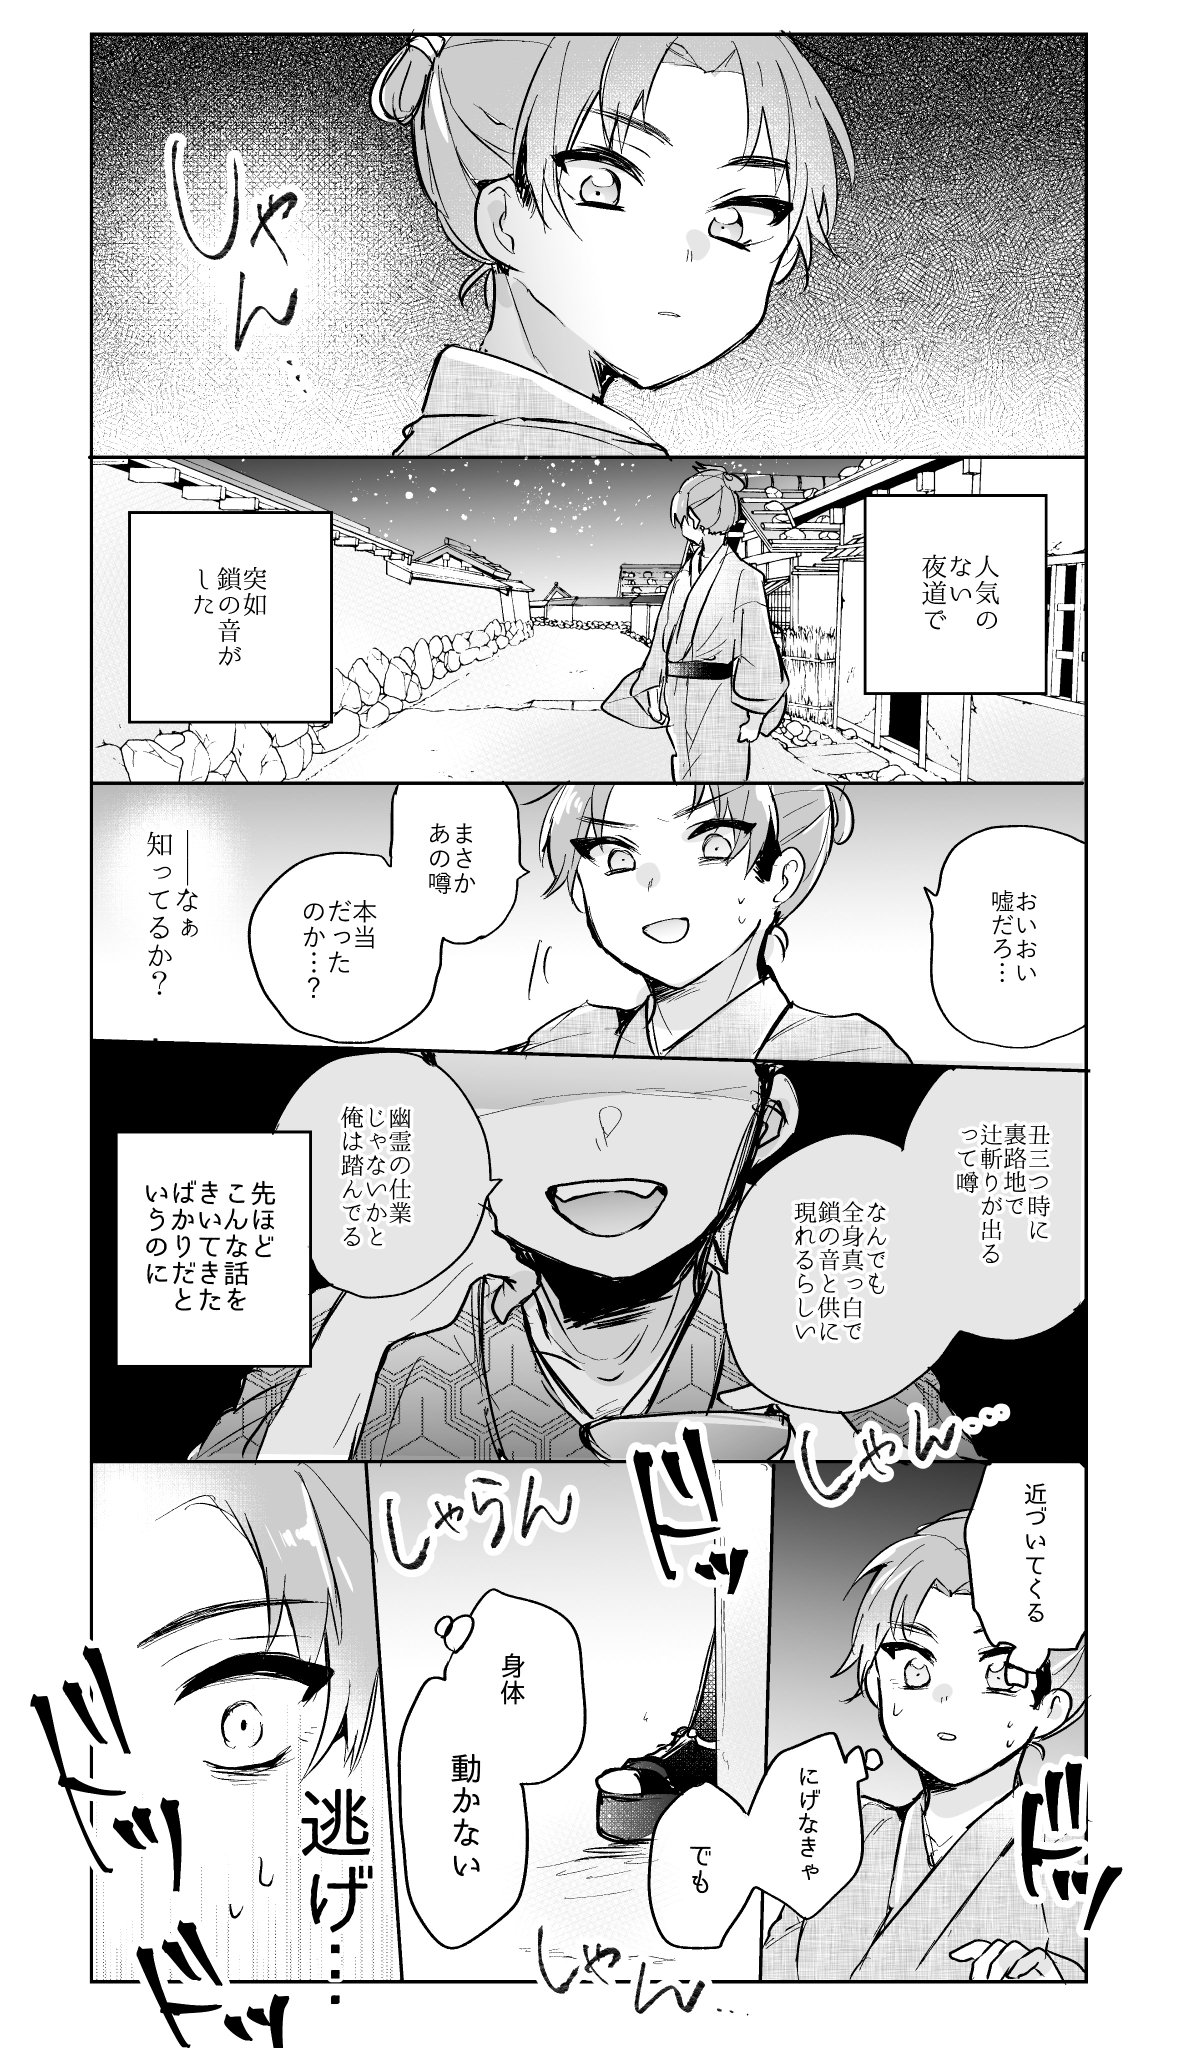 しゃ
ん…
人気の
ない
夜道で
突如
鎖の音が
した
おいおい
嘘だろ…
まさか
あの噂
本当
だった
のか…?
――なぁ
知ってるか?
丑三つ時に
裏路地で
辻斬りが出る
って噂
なんでも
全身真っ白で
鎖の音と供に
現れるらしい
幽霊の仕業
じゃないかと
俺は踏んでる
先ほど
こんな話を
きいてきた
ばかりだと
いうのに
しゃん…
近づいてくる
にげなきゃ
でも
ドッ
ドッ
しゃらん
身体
動かない
しゃん…
逃げ…
ドッ
ドッ